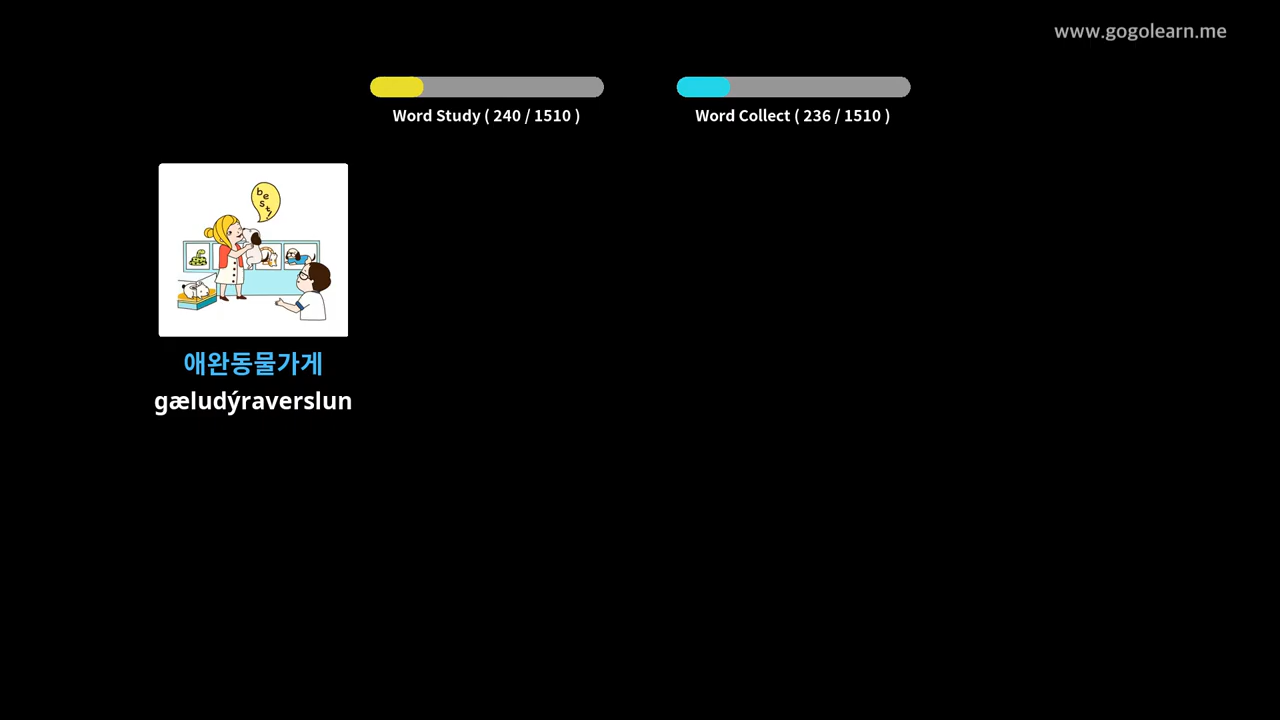 www.gogolearn.me
Word Study ( 240 / 1510 )
Word Collect ( 236 / 1510 )
best!
애완동물가게
gæludýraverslun